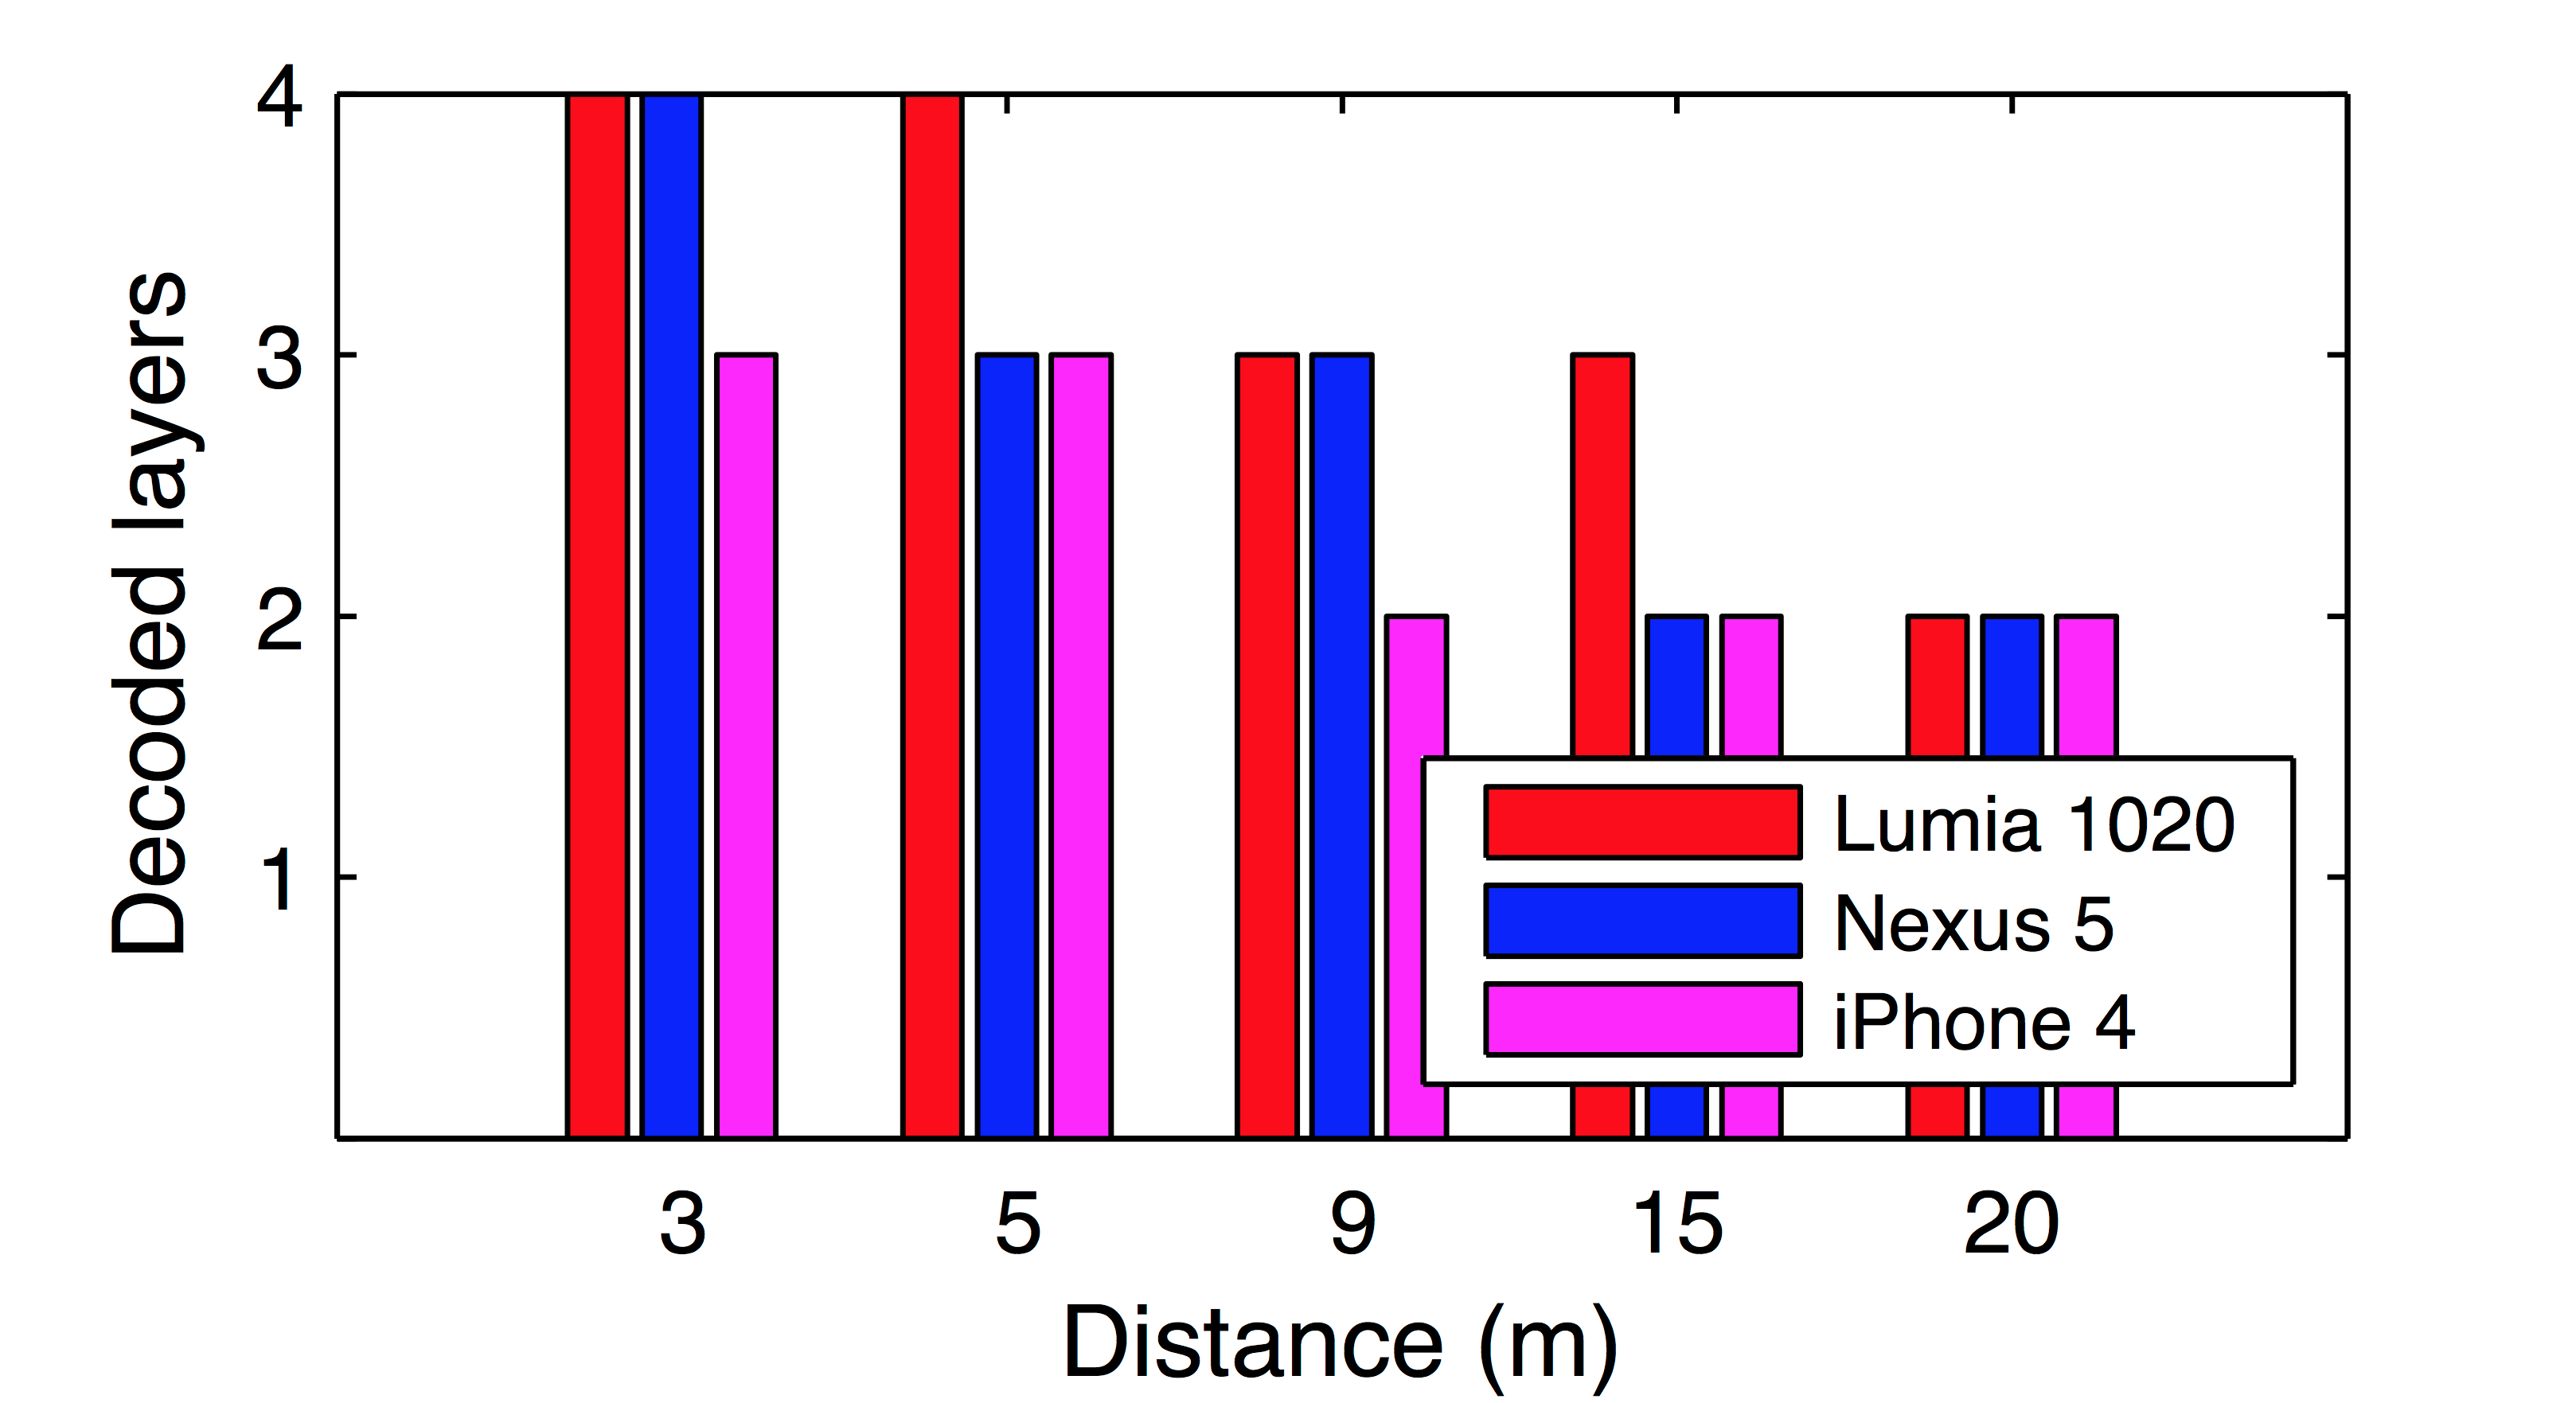 4
3
2
1
Decoded layers
Lumia 1020
Nexus 5
iPhone 4
3 5 9 15 20
Distance (m)